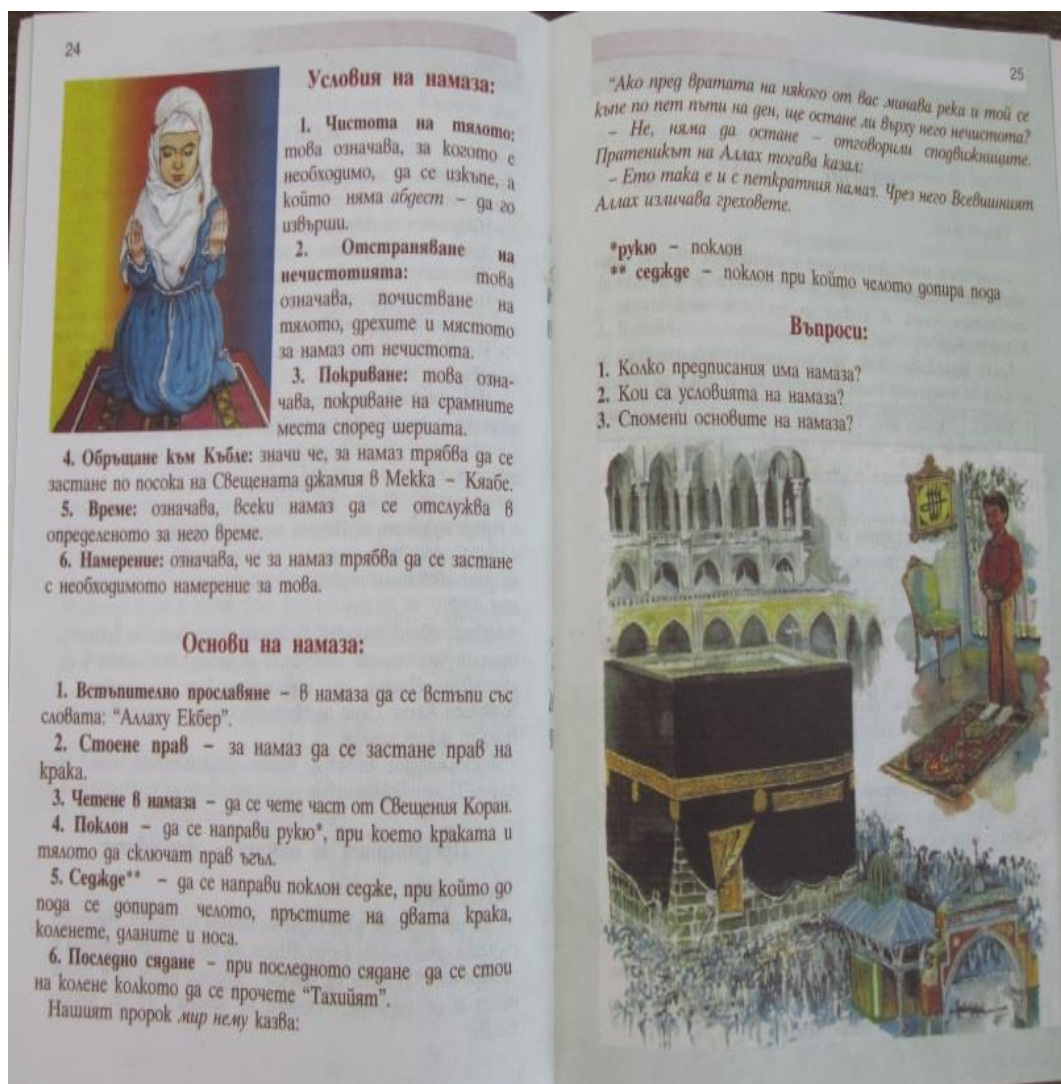 24
Условия на намаза:
1. Чистота на тялото:
това означава, за когото е
необходимо, да се изкъпе, а
който няма абдест – да го
извърши.
2. Отстраняване на
нечистотията: това
означава, почистване на
тялото, дрехите и мястото
за намаз от нечистота.
3. Покриване: това озна-
чава, покриване на срамните
места според шериата.
4. Обръщане към Къбле: значи че, за намаз трябва да се
застане по посока на Свещената джамия в Мекка – Кяабе.
5. Време: означава, всеки намаз да се отслужва в
определеното за него време.
6. Намерение: означава, че за намаз трябва да се застане
с необходимото намерение за това.
Основи на намаза:
1. Встъпително прославяне – в намаза да се встъпи със
словата: “Аллаху Екбер”.
2. Стоене прав – за намаз да се застане прав на
крака.
3. Четене в намаза – да се чете част от Свещения Коран.
4. Поклон – да се направи рукю*, при което краката и
тялото да сключат прав ъгъл.
5. Седжде** – да се направи поклон седже, при който до
пода се допират челото, пръстите на двата крака,
коленете, дланите и носа.
6. Последно сядане – при последното сядане да се стои
на колене колкото да се прочете “Тахийят”.
Нашият пророк мир нему казва:
25
“Ако пред вратата на някого от вас минава река и той се
къпе по пет пъти на ден, ще остане ли върху него нечистота?
– Не, няма да остане – отговорили сподвижниците.
Пратеникът на Аллах тогава казал:
– Ето така е и с петкратния намаз. Чрез него Всевишният
Аллах изличава греховете.
*рукю – поклон
** седжде – поклон при който челото допира пода
Въпроси:
1. Колко предписания има намаза?
2. Кои са условията на намаза?
3. Спомени основите на намаза?